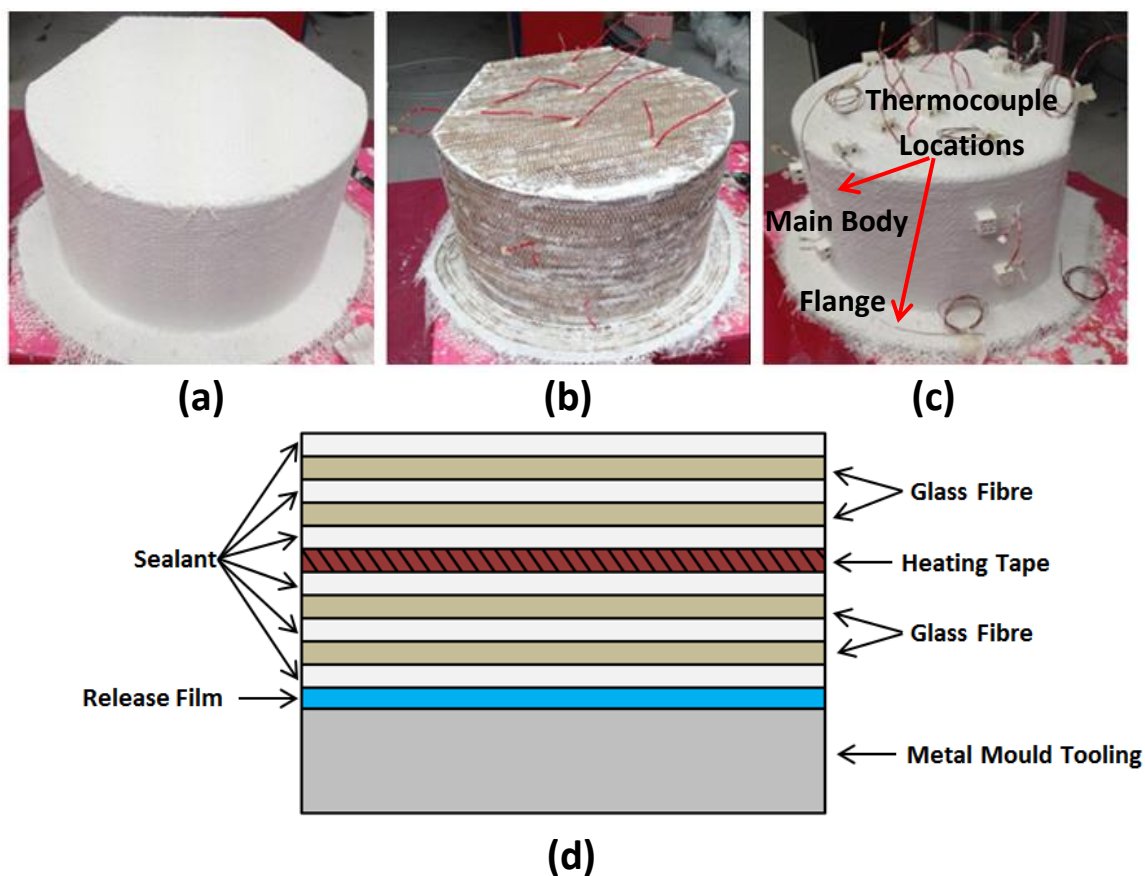 Thermocouple
Locations
Main Body
Flange
(a)
(b)
(c)
Glass Fibre
Sealant
Heating Tape
Glass Fibre
Release Film
Metal Mould Tooling
(d)